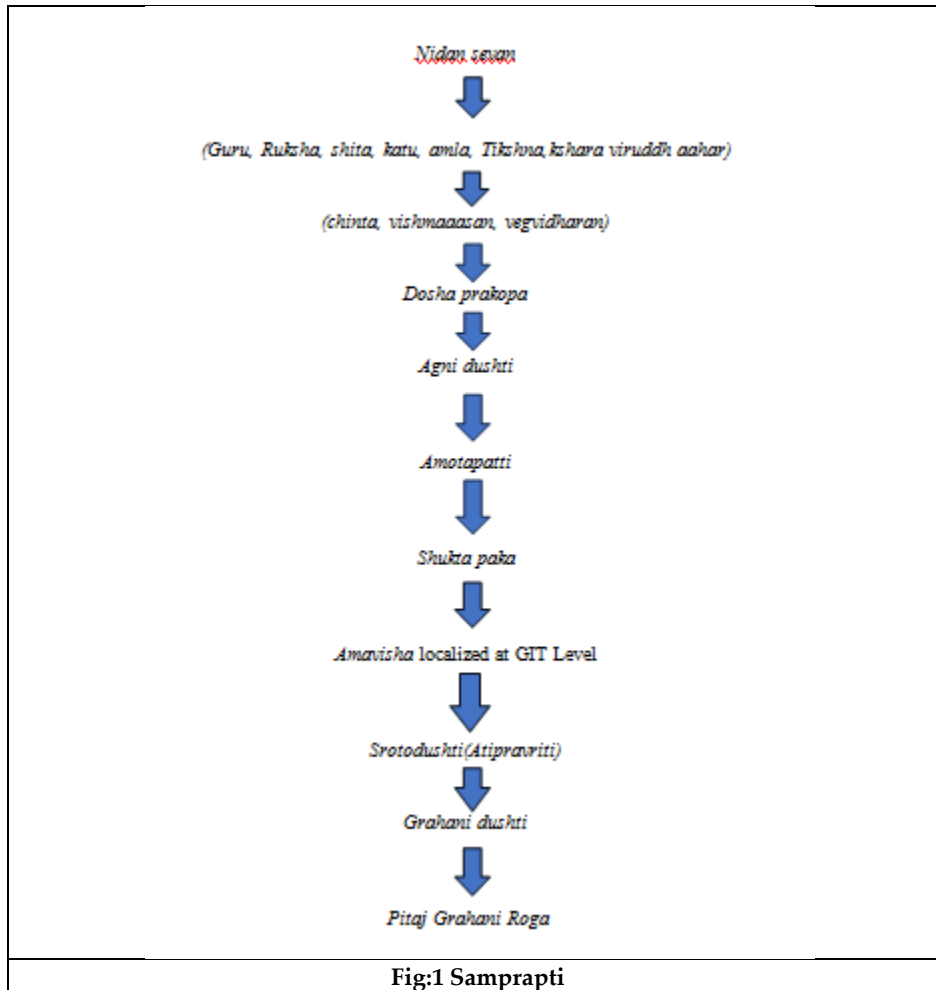 Nidan sevan
(Guru, Ruksha, shita, katu, amla, Tikshna,kshara viruddh aahar)
(chinta, vishmaaasan, vegvidharan)
Dosha prakopa
Agni dushti
Amotapatti
Shukta paka
Amavisha localized at GIT Level
Srotodushti(Atipravriti)
Grahani dushti
Pitaj Grahani Roga
Fig:1 Samprapti